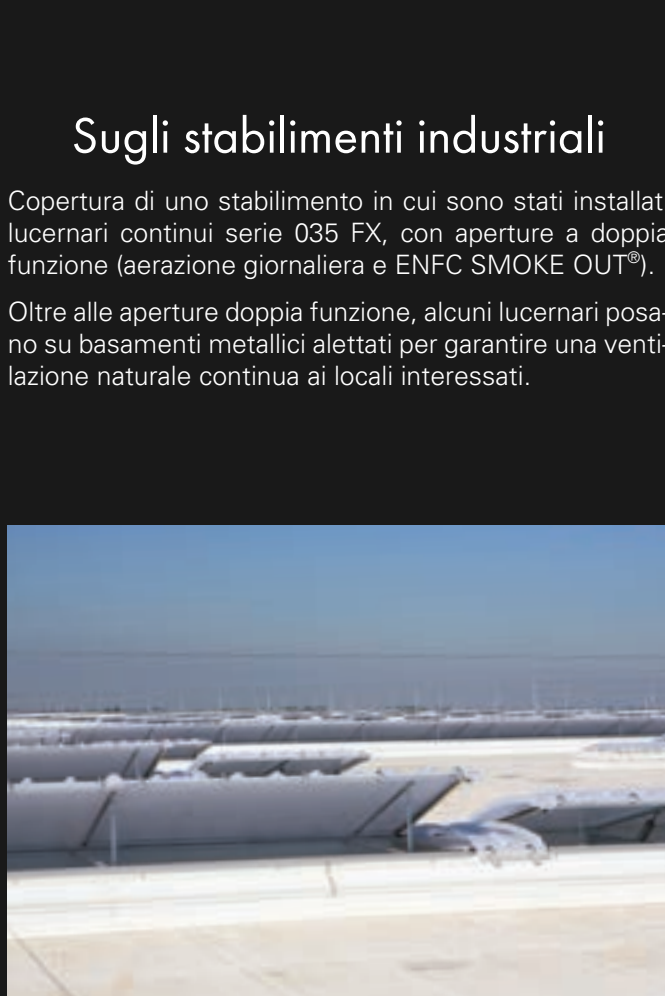 Sugli stabilimenti industriali
Copertura di uno stabilimento in cui sono stati installat
lucernari continui serie 035 FX, con aperture a doppia
funzione (aerazione giornaliera e ENFC SMOKE OUT®).
Oltre alle aperture doppia funzione, alcuni lucernari posa-
no su basamenti metallici alettati per garantire una venti-
lazione naturale continua ai locali interessati.